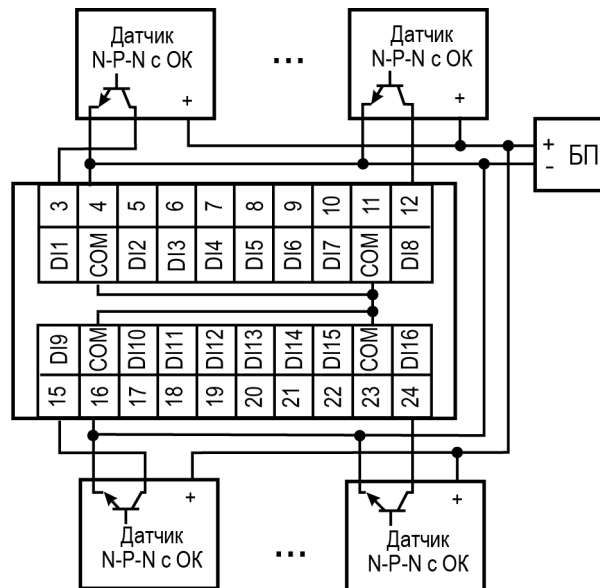 Датчик
N-P-N с ОК
+
...
Датчик
N-P-N с ОК
+
+
-
БП
3 4 5 6 7 8 9 10 11 12
DI1 COM DI2 DI3 DI4 DI5 DI6 DI7 COM DI8
DI9 COM DI10 DI11 DI12 DI13 DI14 DI15 COM DI16
15 16 17 18 19 20 21 22 23 24
+
Датчик
N-P-N с ОК
...
+
Датчик
N-P-N с ОК